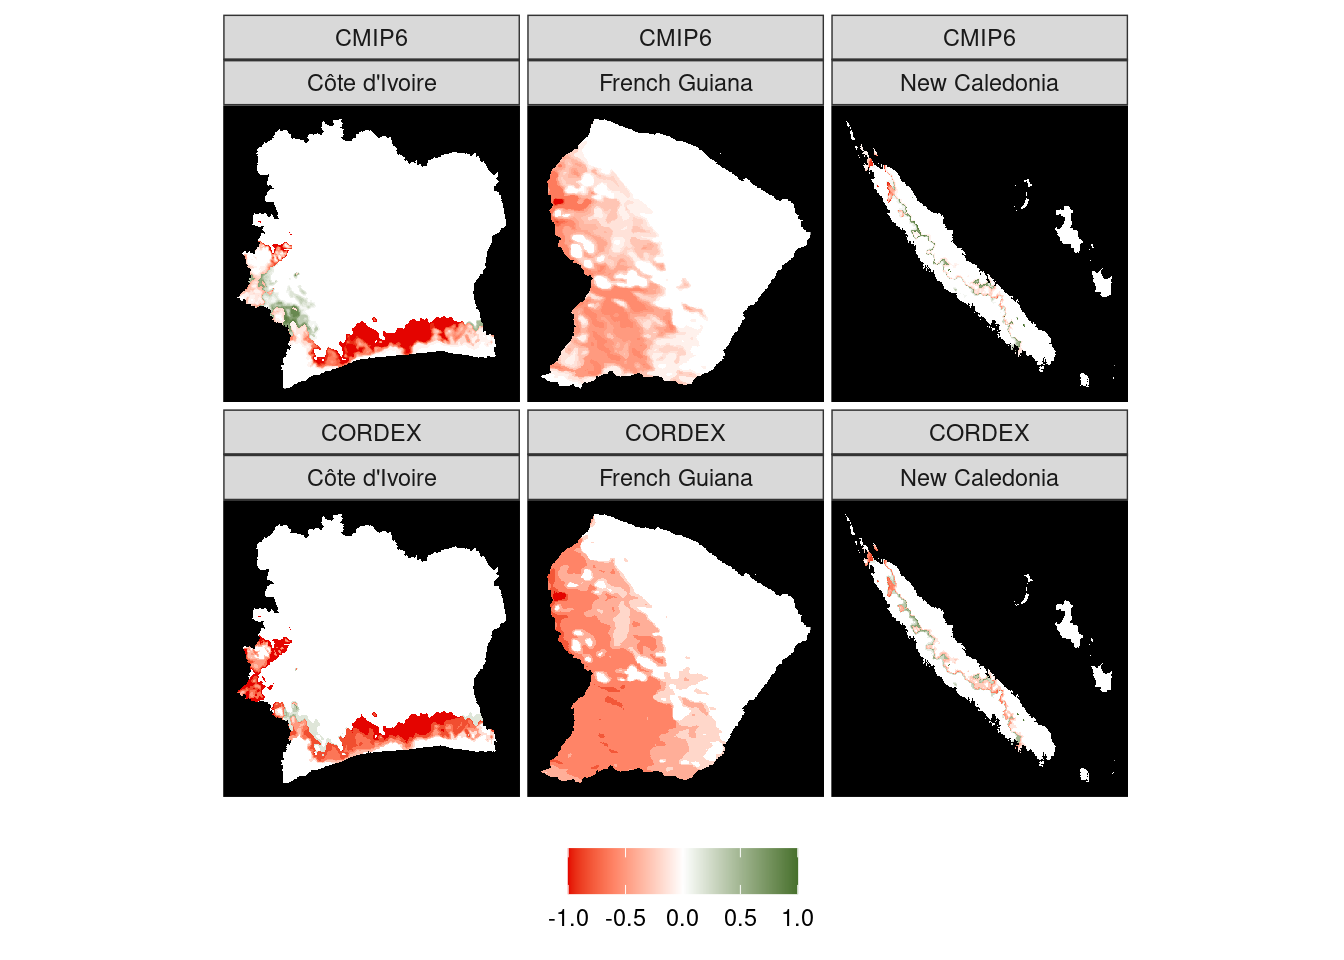 CMIP6 CMIP6 CMIP6
Côte d'Ivoire French Guiana New Caledonia
CORDEX CORDEX CORDEX
Côte d'Ivoire French Guiana New Caledonia
-1.0 -0.5 0.0 0.5 1.0